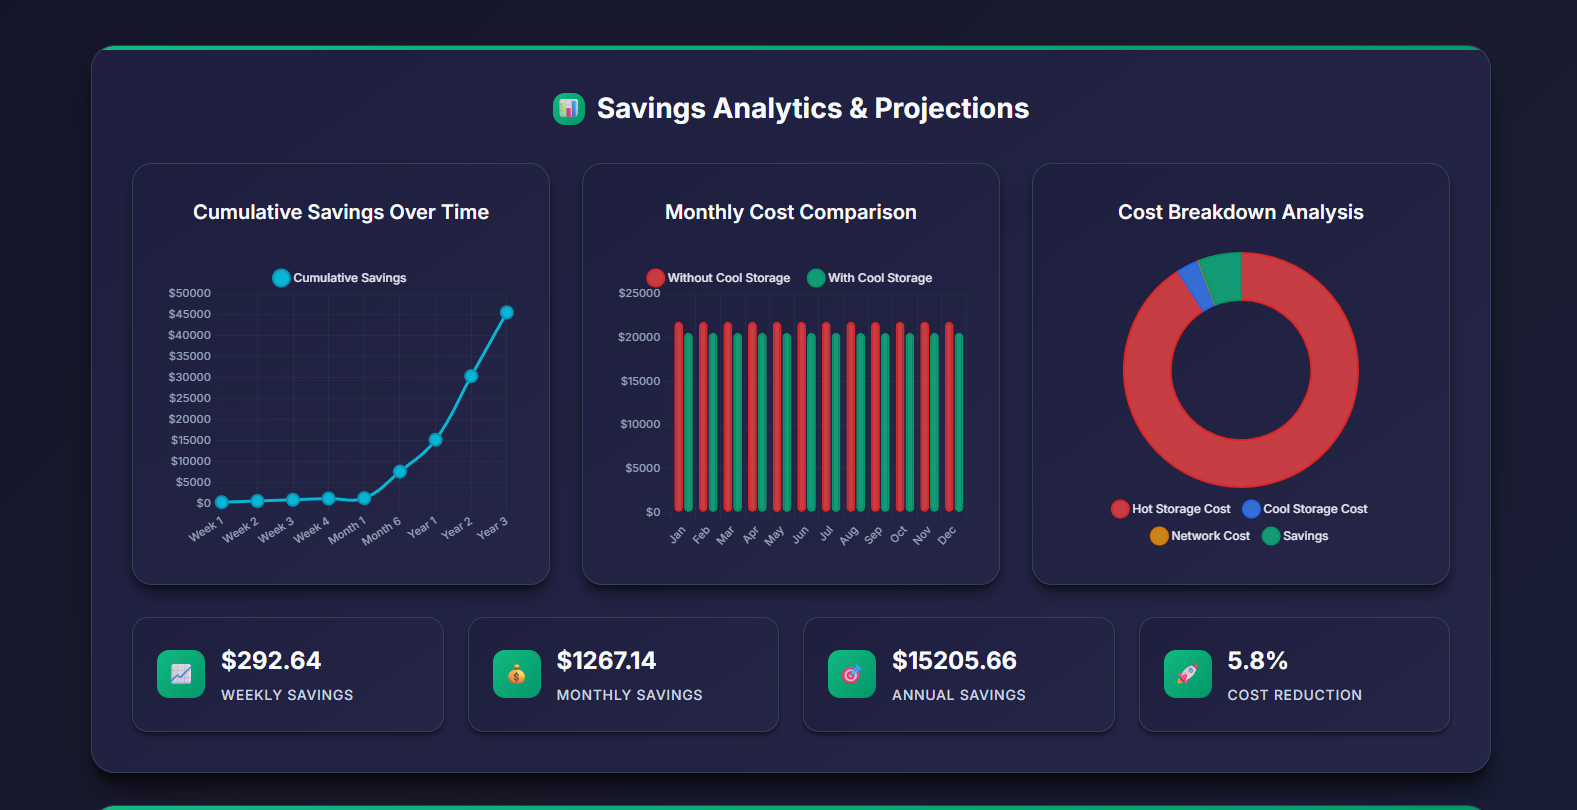 Savings Analytics & Projections
Cumulative Savings Over Time
Cumulative Savings
$50000
$45000
$40000
$35000
$30000
$25000
$20000
$15000
$10000
$5000
$0
Week 1
Week 2
Week 3
Week 4
Month 1
Month 6
Year 1
Year 2
Year 3
Monthly Cost Comparison
Without Cool Storage
With Cool Storage
$25000
$20000
$15000
$10000
$5000
$0
Jan
Feb
Mar
Apr
May
Jun
Jul
Aug
Sep
Oct
Nov
Dec
Cost Breakdown Analysis
Hot Storage Cost
Cool Storage Cost
Network Cost
Savings
$292.64
WEEKLY SAVINGS
$1267.14
MONTHLY SAVINGS
$15205.66
ANNUAL SAVINGS
5.8%
COST REDUCTION